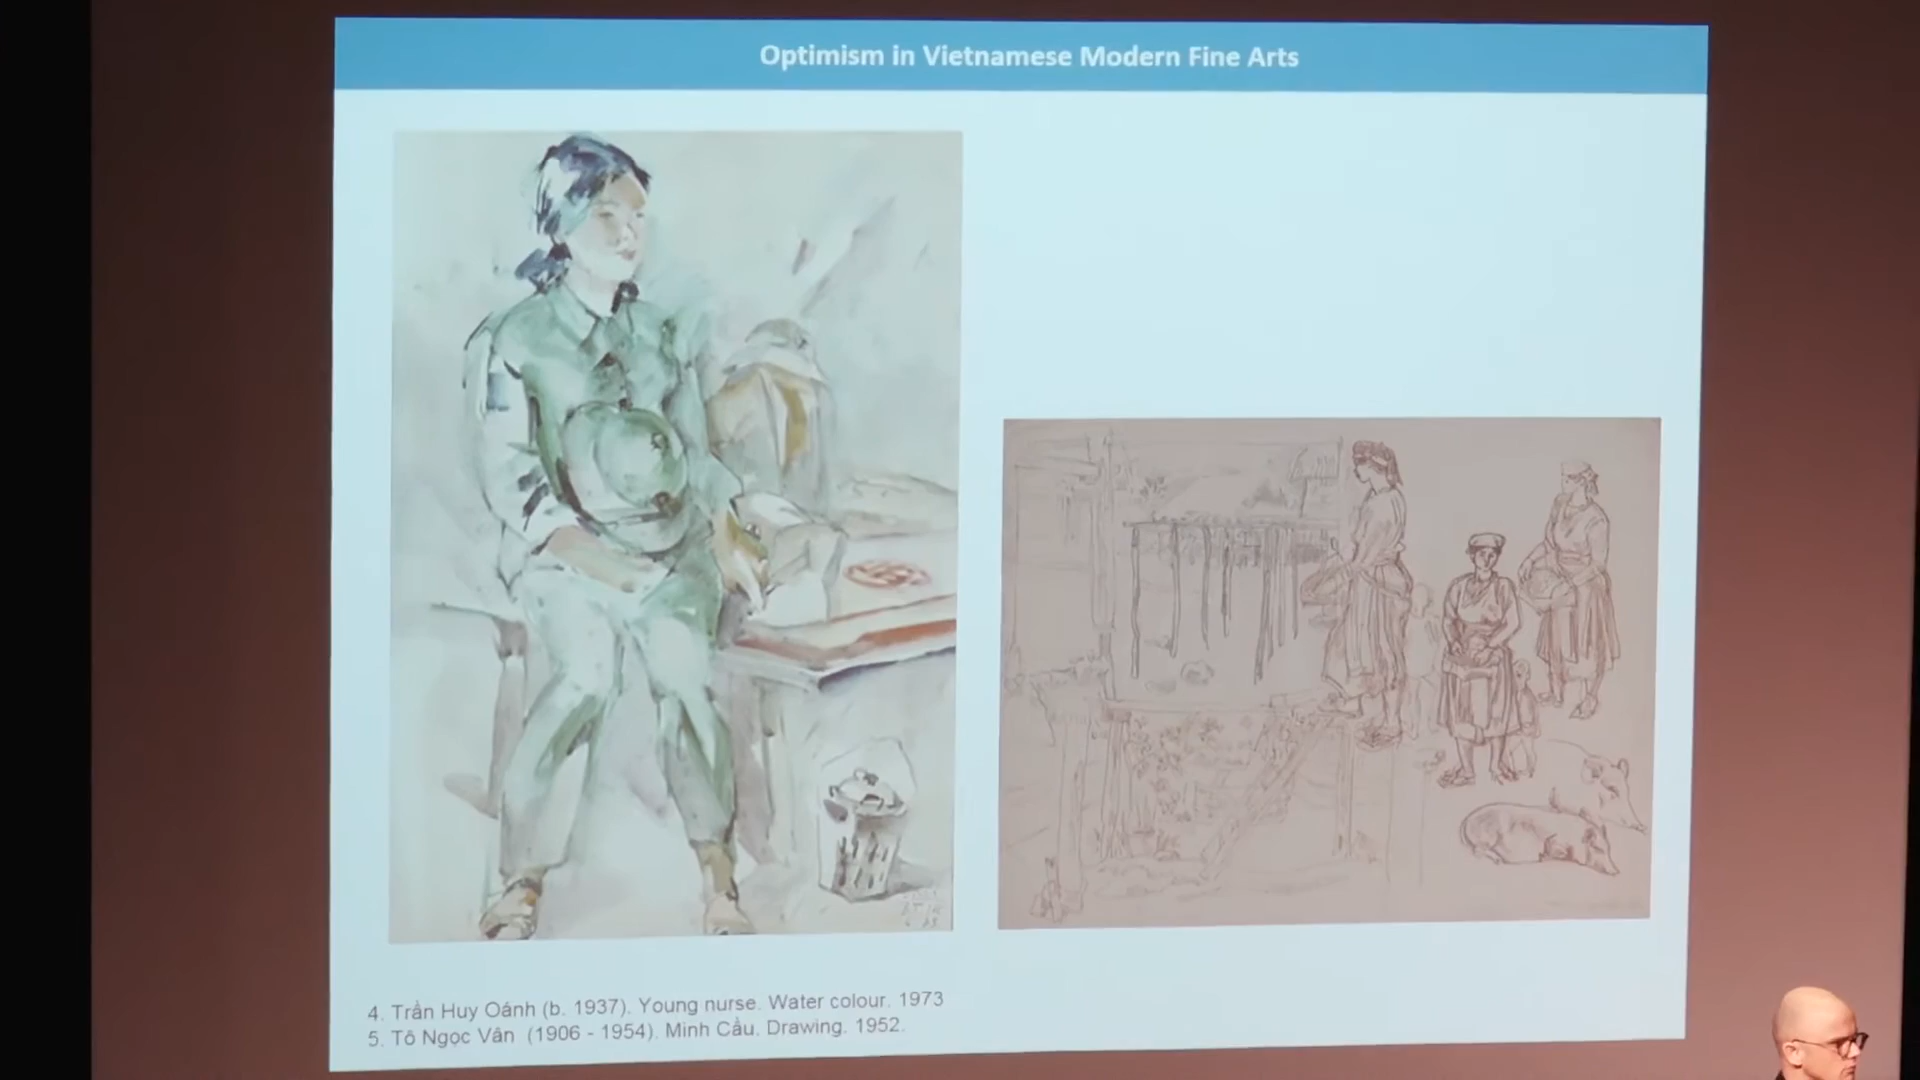 Optimism in Vietnamese Modern Fine Arts
4. Trần Huy Oánh (b. 1937). Young nurse. Water colour. 1973
5. Tô Ngọc Vân (1906 - 1954). Minh Cầu. Drawing. 1952.